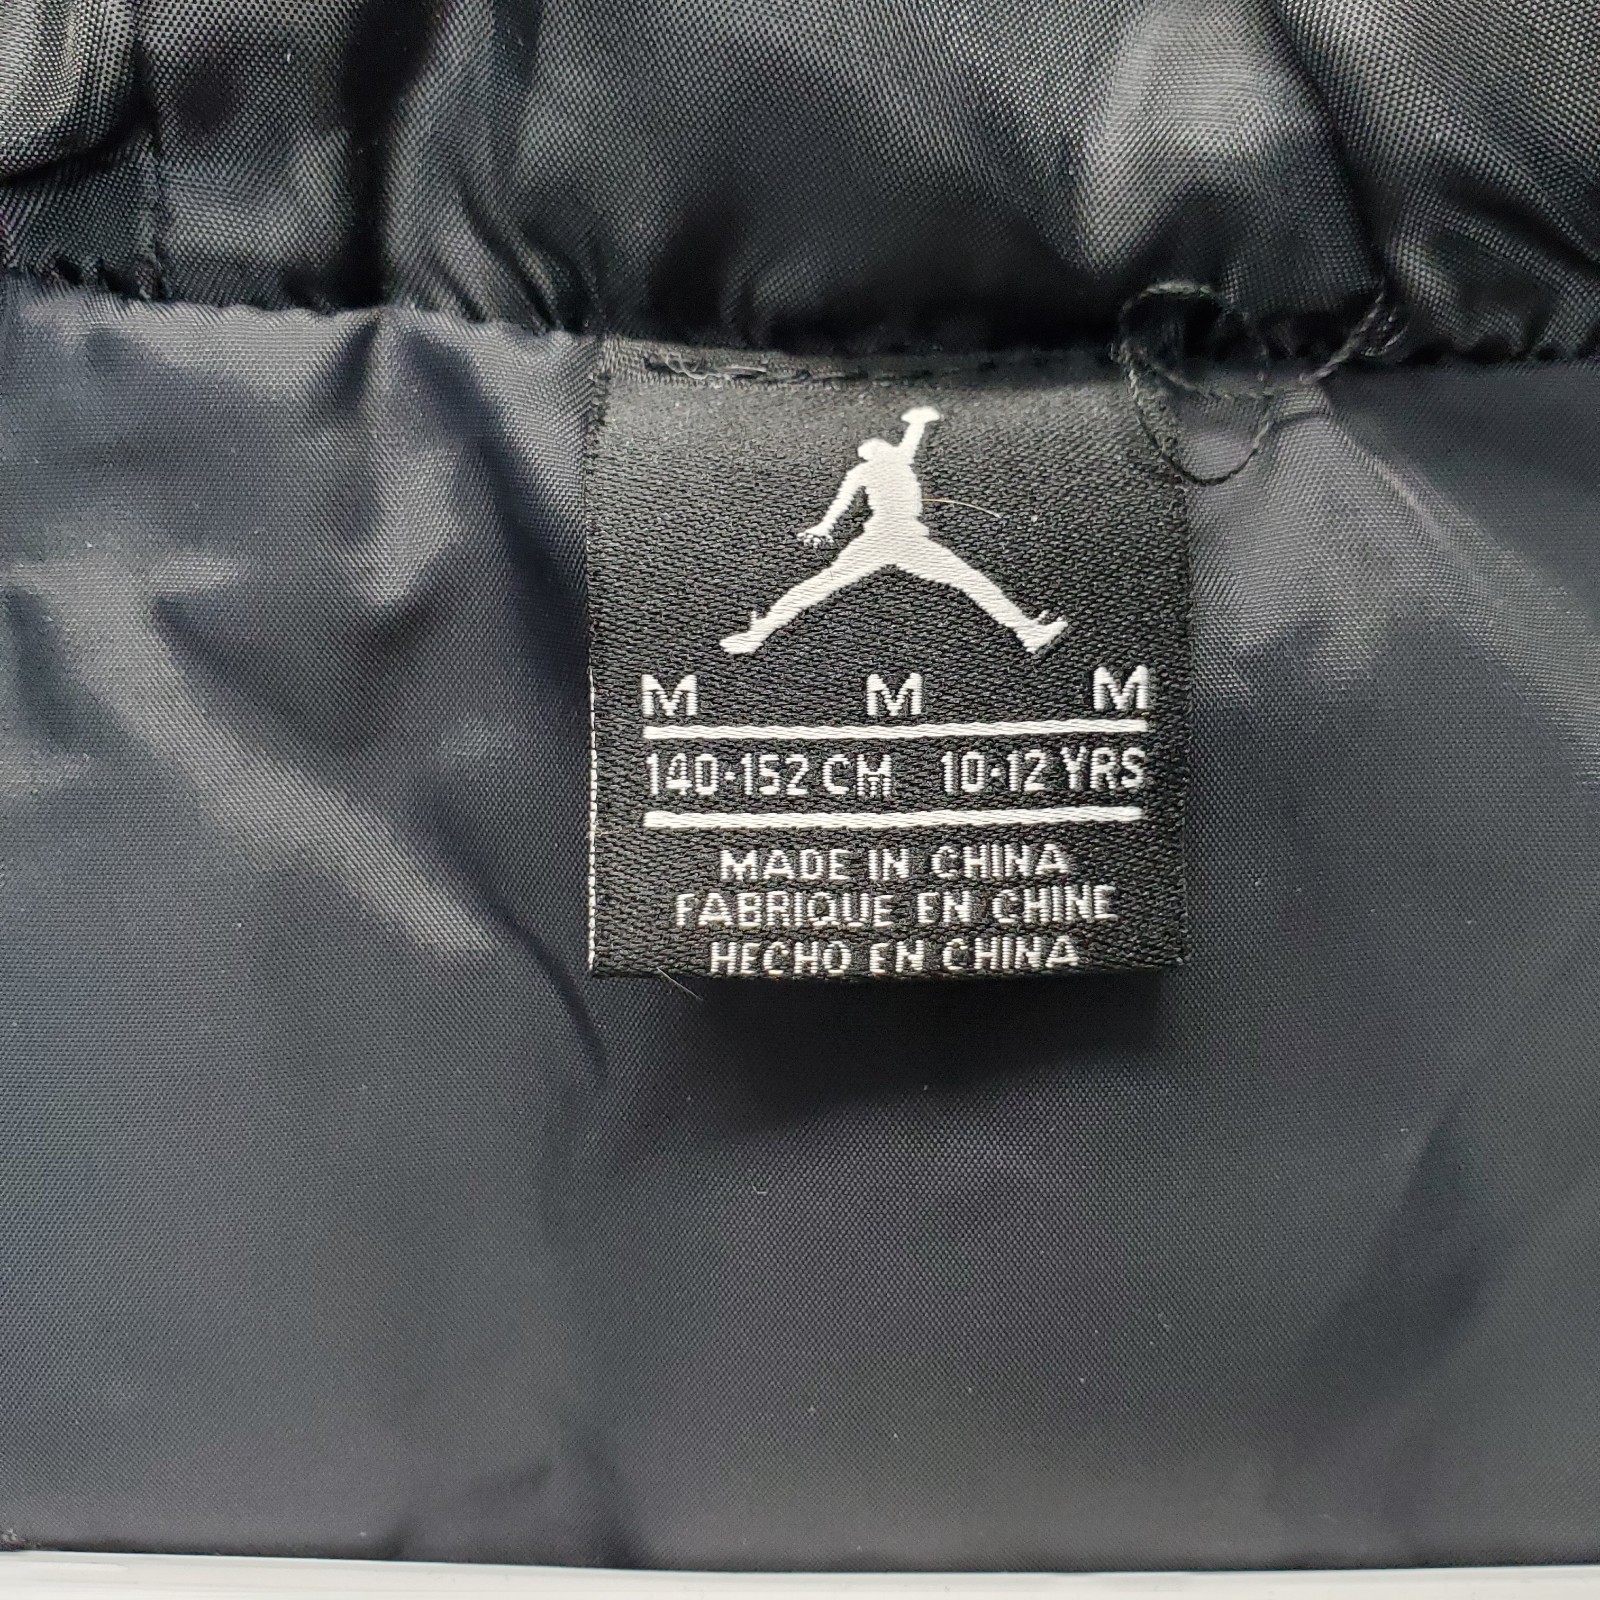 M M M
140-152 CM 10-12 YRS
MADE IN CHINA
FABRIQUE EN CHINE
HECHO EN CHINA